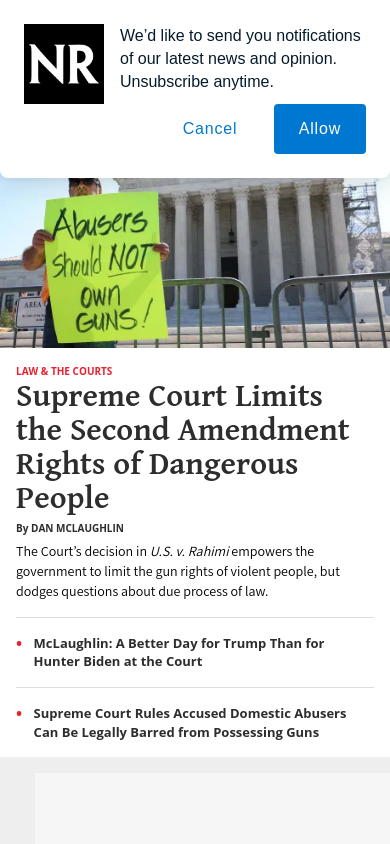 NR
We’d like to send you notifications
of our latest news and opinion.
Unsubscribe anytime.
Cancel
Allow
Abusers
Should NOT
own
GUNS!
AREA
LAW & THE COURTS
Supreme Court Limits
the Second Amendment
Rights of Dangerous
People
By DAN MCLAUGHLIN
The Court’s decision in U.S. v. Rahimi empowers the
government to limit the gun rights of violent people, but
dodges questions about due process of law.
• McLaughlin: A Better Day for Trump Than for
Hunter Biden at the Court
• Supreme Court Rules Accused Domestic Abusers
Can Be Legally Barred from Possessing Guns